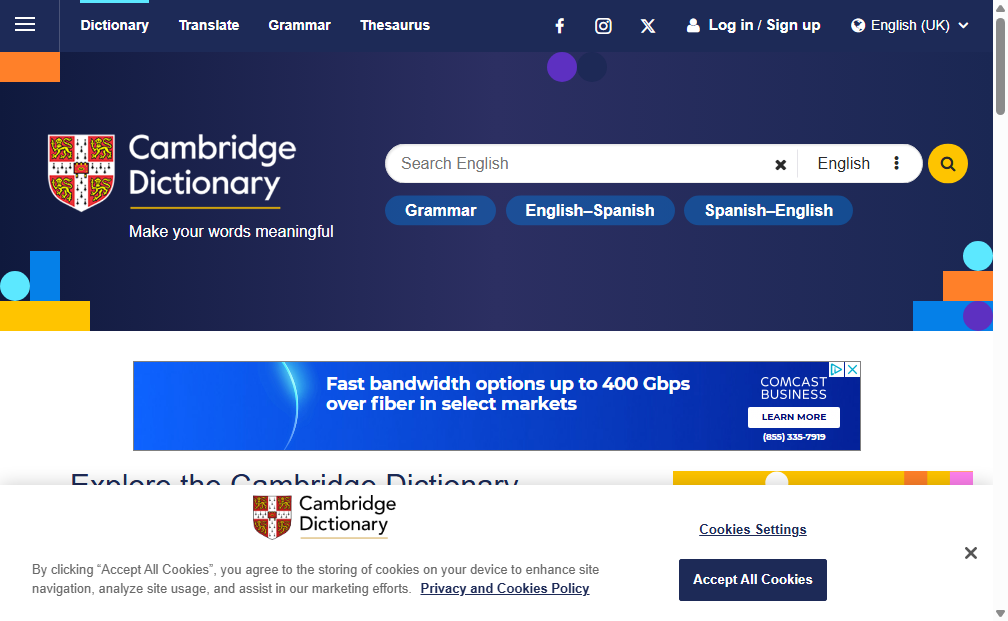 Dictionary Translate Grammar Thesaurus Log in / Sign up English (UK)
Cambridge
Dictionary
Make your words meaningful
Search English English
Grammar English–Spanish Spanish–English
Fast bandwidth options up to 400 Gbps
over fiber in select markets
COMCAST
BUSINESS
LEARN MORE
(855) 335-7919
Explore the Cambridge Dictionary
Cambridge
Dictionary
By clicking “Accept All Cookies”, you agree to the storing of cookies on your device to enhance site
navigation, analyze site usage, and assist in our marketing efforts. Privacy and Cookies Policy
Cookies Settings
Accept All Cookies